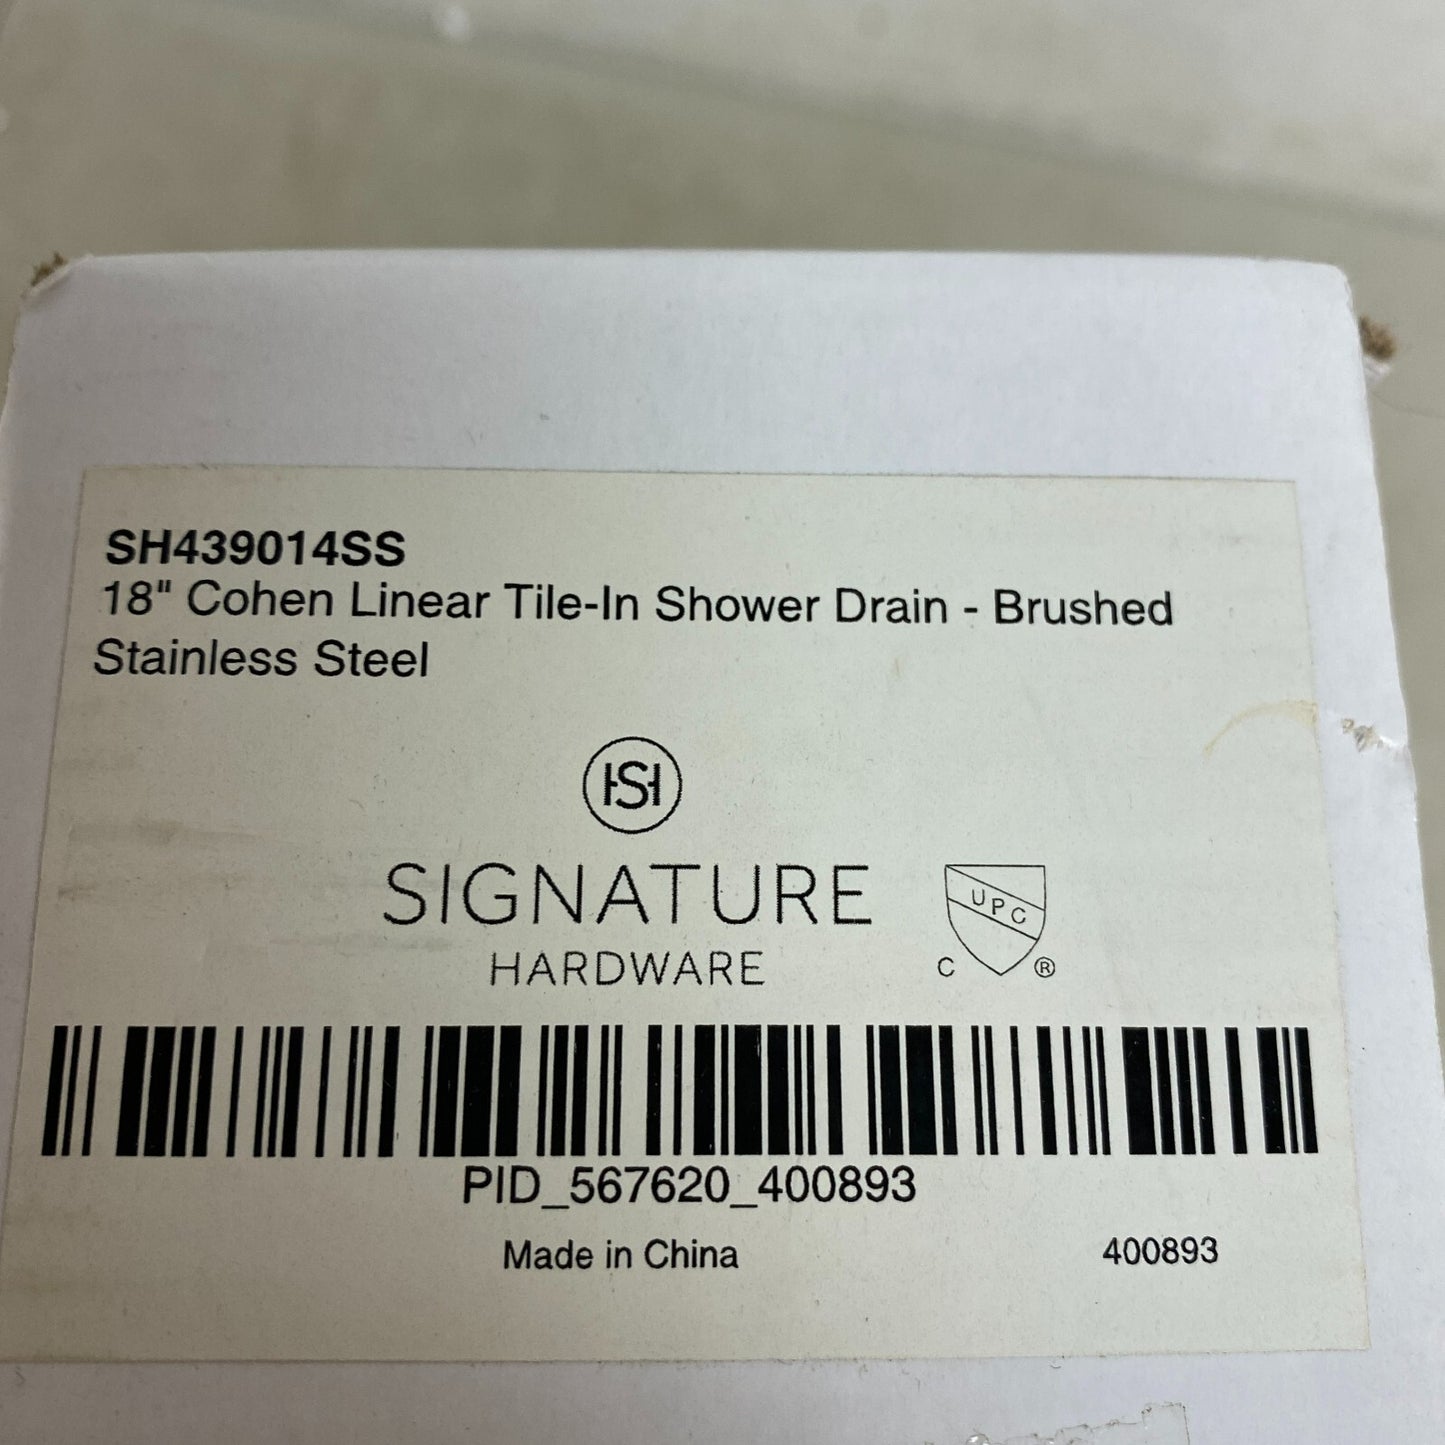 SH439014SS
18" Cohen Linear Tile-In Shower Drain - Brushed
Stainless Steel
SH
SIGNATURE
HARDWARE
UPC
C ®
PID_567620_400893
Made in China
400893